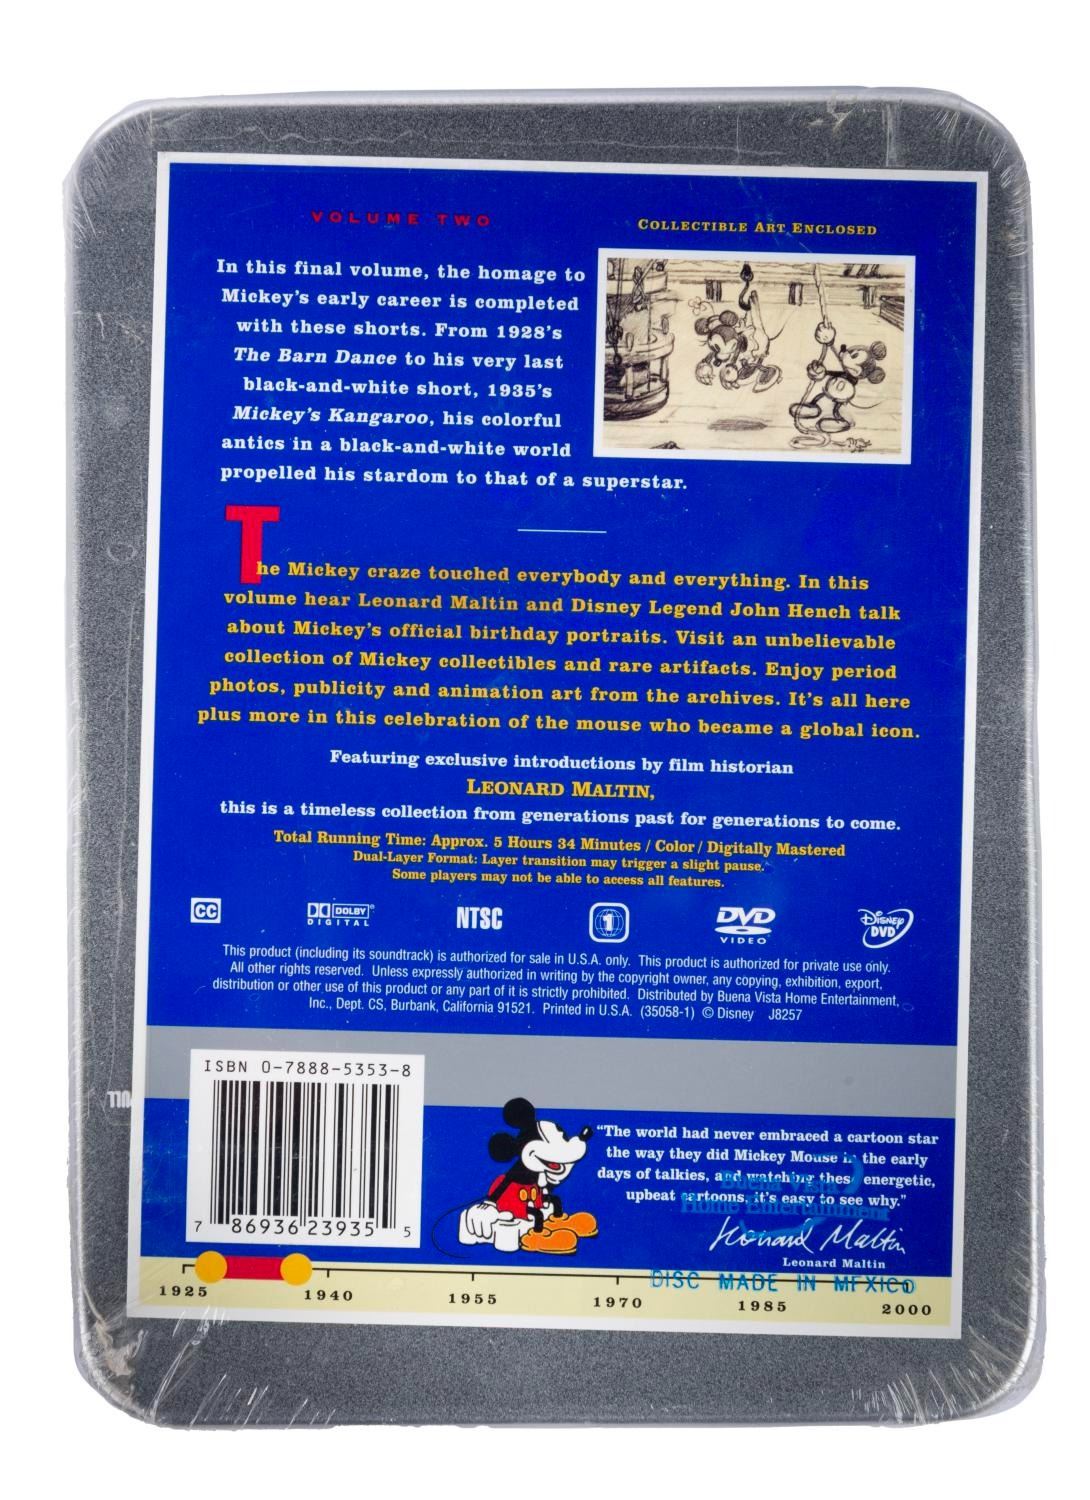 VOLUME TWO
COLLECTIBLE ART ENCLOSED
In this final volume, the homage to
Mickey's early career is completed
with these shorts. From 1928's
The Barn Dance to his very last
black-and-white short, 1935's
Mickey's Kangaroo, his colorful
antics in a black-and-white world
propelled his stardom to that of a superstar.
The Mickey craze touched everybody and everything. In this
volume hear Leonard Maltin and Disney Legend John Hench talk
about Mickey's official birthday portraits. Visit an unbelievable
collection of Mickey collectibles and rare artifacts. Enjoy period
photos, publicity and animation art from the archives. It's all here
plus more in this celebration of the mouse who became a global icon.
Featuring exclusive introductions by film historian
LEONARD MALTIN,
this is a timeless collection from generations past for generations to come.
Total Running Time: Approx. 5 Hours 34 Minutes / Color / Digitally Mastered
Dual-Layer Format: Layer transition may trigger a slight pause.
Some players may not be able to access all features.
CC
DOLBY
DIGITAL
NTSC
1
DVD
VIDEO
DISNEY
DVD
This product (including its soundtrack) is authorized for sale in U.S.A. only. This product is authorized for private use only.
All other rights reserved. Unless expressly authorized in writing by the copyright owner, any copying, exhibition, export,
distribution or other use of this product or any part of it is strictly prohibited. Distributed by Buena Vista Home Entertainment,
Inc., Dept. CS, Burbank, California 91521. Printed in U.S.A. (35058-1) © Disney J8257
ISBN 0-7888-5353-8
7 86936 23935 5
"The world had never embraced a cartoon star
the way they did Mickey Mouse in the early
days of talkies, and watching these energetic,
upbeat cartoons, it's easy to see why."
Buena Vista
Home Entertainment
Leonard Maltin
Leonard Maltin
DISC MADE IN MEXICO
1925 1940 1955 1970 1985 2000